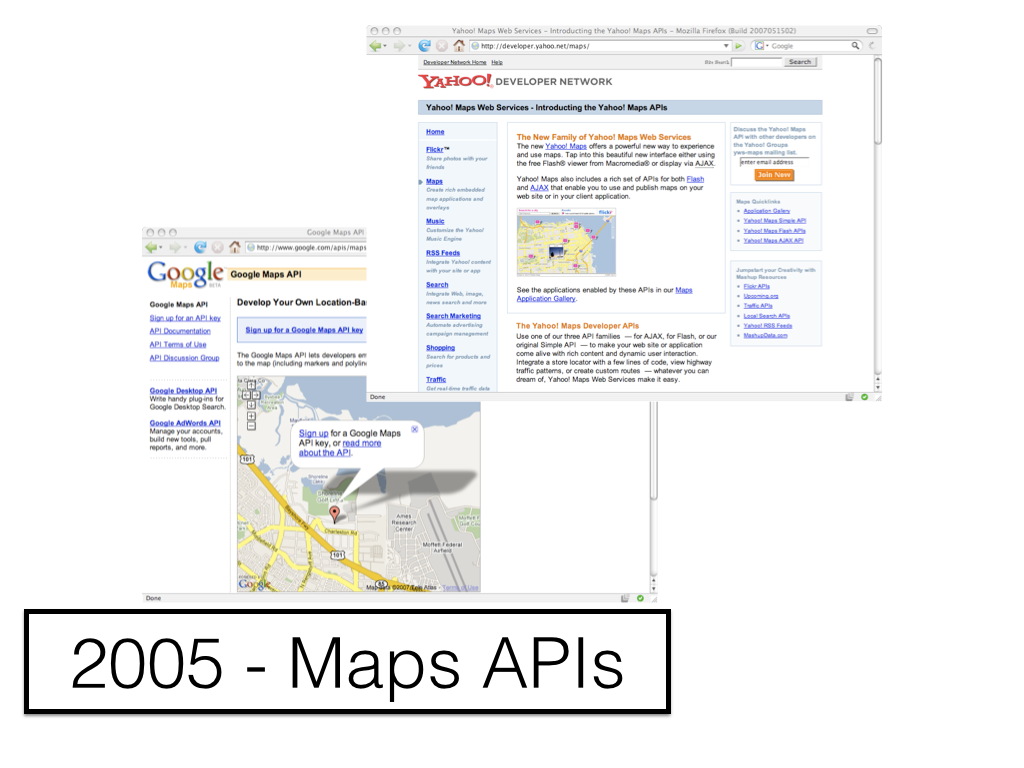 Yahoo! Maps Web Services - Introducting the Yahoo! Maps APIs - Mozilla Firefox (Build 2007051502)
http://developer.yahoo.net/maps/
Google
Developer Network Home Help
Search
YAHOO! DEVELOPER NETWORK
Yahoo! Maps Web Services - Introducting the Yahoo! Maps APIs
Home
Flickr™
Share photos with your
friends
Maps
Create rich embedded
map applications and
overlays
Music
Customize the Yahoo!
Music Engine
RSS Feeds
Integrate Yahoo! content
with your site or app
Search
Integrate Web, image,
news search and more
Search Marketing
Automate advertising
campaign management
Shopping
Search for products and
prices
Traffic
Get real-time traffic data
The New Family of Yahoo! Maps Web Services
The new Yahoo! Maps offers a powerful new way to experience
and use maps. Tap into this beautiful new interface either using
the free Flash® viewer from Macromedia or display via AJAX.
Yahoo! Maps also includes a rich set of APIs for both Flash
and AJAX that enable you to use and publish maps on your
web site or in your client application.
See the applications enabled by these APIs in our Maps
Application Gallery.
The Yahoo! Maps Developer APIs
Use one of our three API families — for AJAX, for Flash, or our
original Simple API — to make your web site or application
come alive with rich content and dynamic user interaction.
Integrate a store locator with a few lines of code, view highway
traffic patterns, or create custom routes — whatever you can
dream of, Yahoo! Maps Web Services make it easy.
Discuss the Yahoo! Maps
API with other developers on
the Yahoo! Groups
yws-maps mailing list.
enter email address
Join Now
Maps Quicklinks
Application Gallery
Yahoo! Maps Simple API
Yahoo! Maps Flash APIs
Yahoo! Maps AJAX API
Jumpstart your Creativity with
Mashup Resources
Flickr APIs
Upcoming.org
Traffic APIs
Local Search APIs
Yahoo! RSS Feeds
MashupData.com
Done
Google Maps API
http://www.google.com/apis/maps
Google
Maps BETA
Google Maps API
Google Maps API
Sign up for an API key
API Documentation
API Terms of Use
API Discussion Group
Google Desktop API
Write handy plug-ins for
Google Desktop Search.
Google AdWords API
Manage your accounts,
build new tools, pull
reports, and more.
Develop Your Own Location-Ba
Sign up for a Google Maps API key
The Google Maps API lets developers em
to the map (including markers and polylin
Sign up for a Google Maps
API key, or read more
about the API.
101
Shoreline
Golf Links
Charleston Rd
Ames
Research
Center
Moffett Federal
Airfield
101
85
Google
Map data ©2007 Tele Atlas - Terms of Use
Done
2005 - Maps APIs